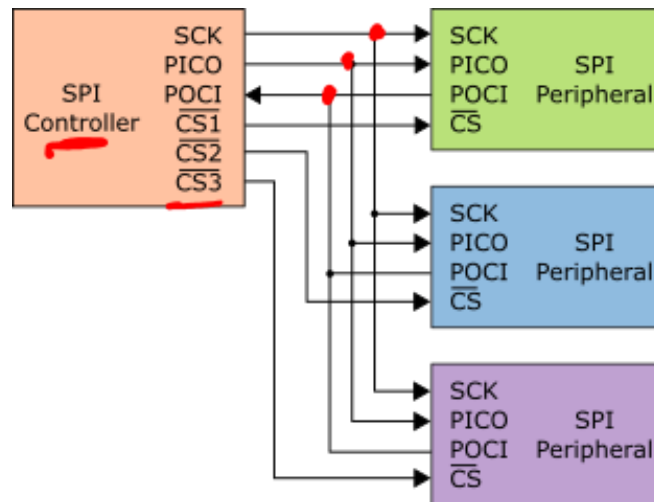 SPI
Controller
SCK
PICO
POCI
CS1
CS2
CS3
SCK
PICO
POCI
CS
SPI
Peripheral
SCK
PICO
POCI
CS
SPI
Peripheral
SCK
PICO
POCI
CS
SPI
Peripheral